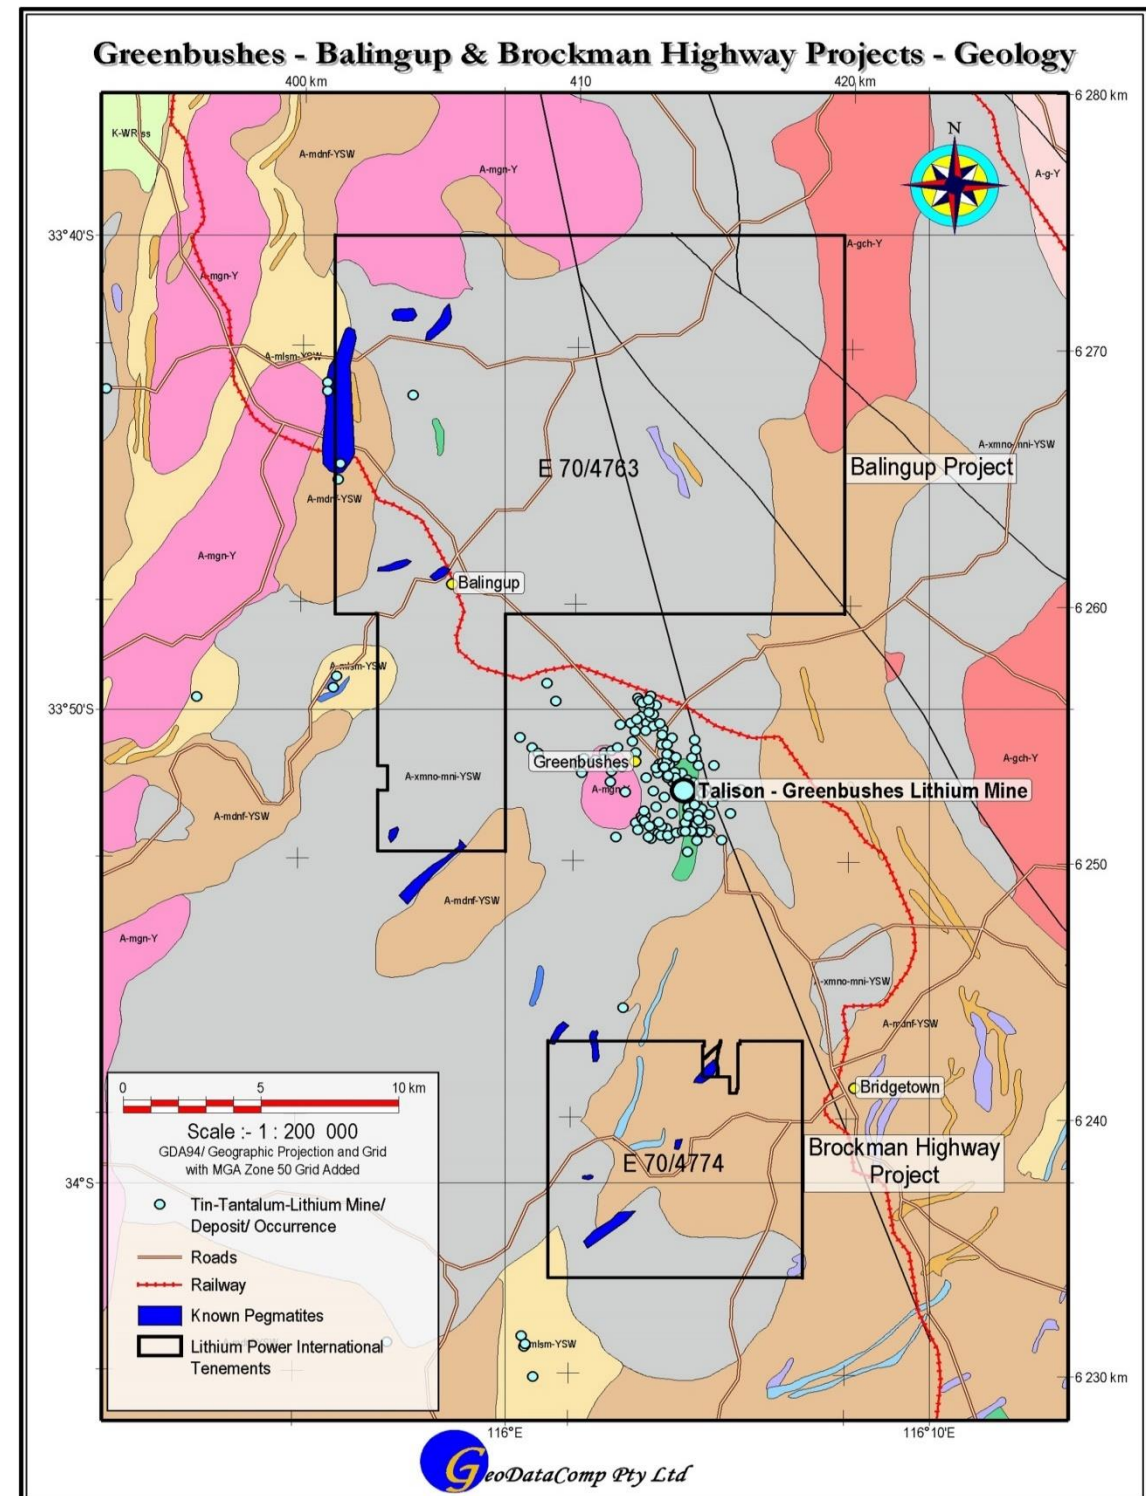 Greenbushes - Balingup & Brockman Highway Projects - Geology
400 km
410
420 km
6 280 km
N
K-WR ss
A-mdnf-YSW
A-mgn-Y
A-g-Y
33°40'S
A-gch-Y
A-mgn-Y
6 270
A-mlsm-YSW
A-xmno-mni-YSW
E 70/4763
Balingup Project
A-mdnf-YSW
A-mgn-Y
Balingup
6 260
A-mlsm-YSW
33°50'S
Greenbushes
A-xmno-mni-YSW
A-gch-Y
A-mgn-Y
Talison - Greenbushes Lithium Mine
A-mdnf-YSW
6 250
A-mdnf-YSW
A-mgn-Y
A-xmno-mni-YSW
A-mdnf-YSW
Bridgetown
0 5 10 km
6 240
Scale :- 1 : 200 000
GDA94/ Geographic Projection and Grid
with MGA Zone 50 Grid Added
Brockman Highway
Project
E 70/4774
34°S
Tin-Tantalum-Lithium Mine/
Deposit/ Occurrence
Roads
Railway
Known Pegmatites
Lithium Power International
Tenements
mlsm-YSW
6 230 km
116°E
116°10'E
GeoDataComp Pty Ltd